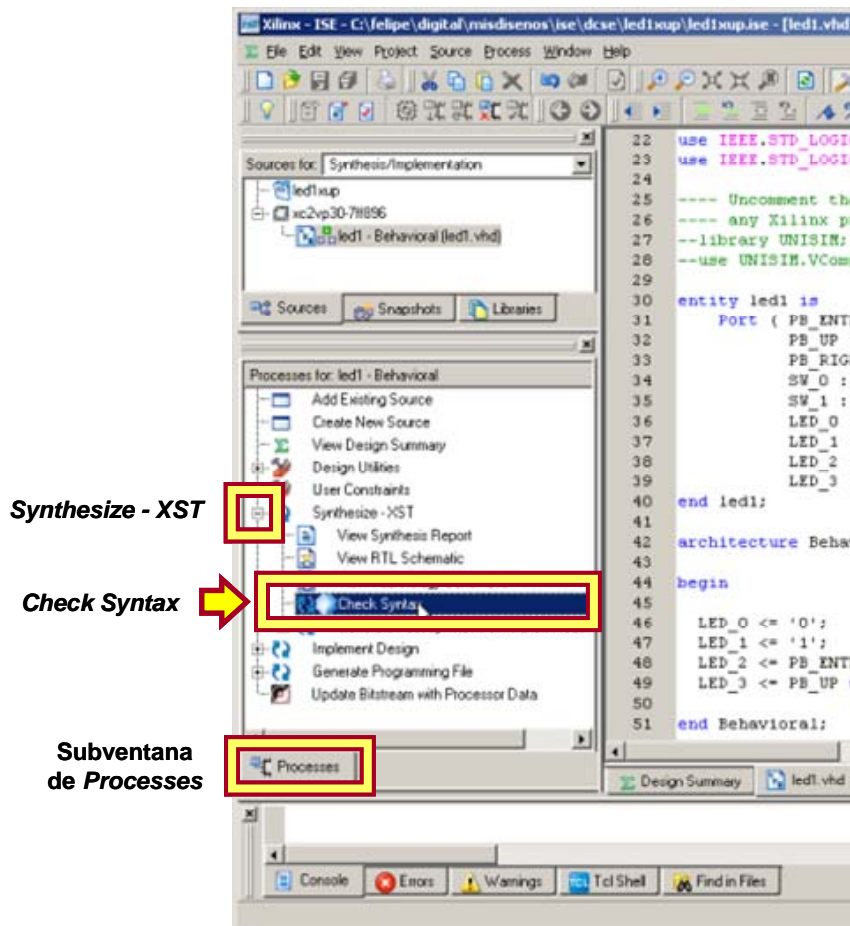 Xilinx - ISE - C:\felipe\digital\misdisenos\ise\dcse\led1xup\led1xup.ise - [led1.vhd
File Edit View Project Source Process Window Help
Sources for: Synthesis/Implementation
led1xup
xc2vp30-7ff896
led1 - Behavioral (led1.vhd)
Sources Snapshots Libraries
Processes for: led1 - Behavioral
Add Existing Source
Create New Source
View Design Summary
Design Utilities
User Constraints
Synthesize - XST
View Synthesis Report
View RTL Schematic
Check Syntax
Implement Design
Generate Programming File
Update Bitstream with Processor Data
Processes
Synthesize - XST
Check Syntax
Subventana
de Processes
22 use IEEE.STD_LOGI
23 use IEEE.STD_LOGI
24
25 ---- Uncomment th
26 ---- any Xilinx p
27 --library UNISIM;
28 --use UNISIM.VCom
29
30 entity led1 is
31 Port ( PB_ENT
32 PB_UP
33 PB_RIG
34 SW_0 :
35 SW_1 :
36 LED_0
37 LED_1
38 LED_2
39 LED_3
40 end led1;
41
42 architecture Beha
43
44 begin
45
46 LED_0 <= '0';
47 LED_1 <= '1';
48 LED_2 <= PB_ENT
49 LED_3 <= PB_UP
50
51 end Behavioral;
Design Summary led1.vhd
Console Errors Warnings Tcl Shell Find in Files